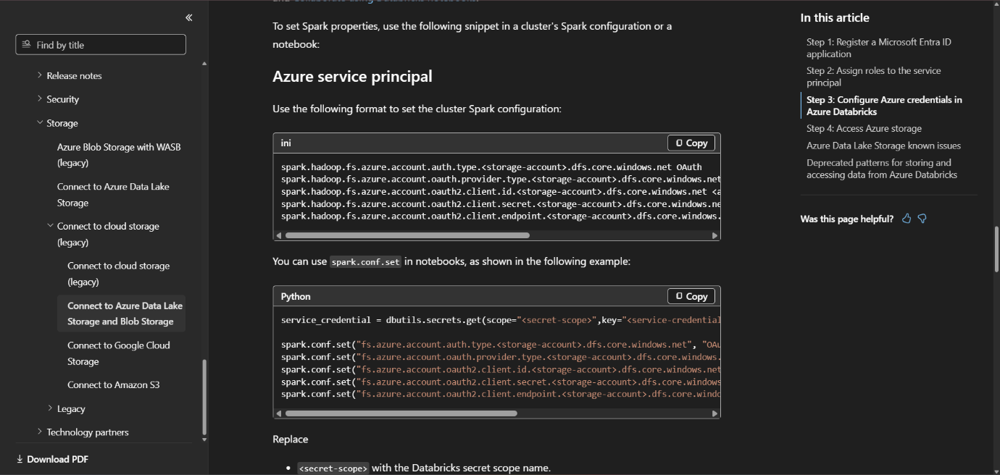 To set Spark properties, use the following snippet in a cluster's Spark configuration or a
notebook:
Azure service principal
Use the following format to set the cluster Spark configuration:
ini
Copy
spark.hadoop.fs.azure.account.auth.type.<storage-account>.dfs.core.windows.net OAuth
spark.hadoop.fs.azure.account.oauth.provider.type.<storage-account>.dfs.core.windows.net
spark.hadoop.fs.azure.account.oauth2.client.id.<storage-account>.dfs.core.windows.net <a
spark.hadoop.fs.azure.account.oauth2.client.secret.<storage-account>.dfs.core.windows.ne
spark.hadoop.fs.azure.account.oauth2.client.endpoint.<storage-account>.dfs.core.windows.
You can use spark.conf.set in notebooks, as shown in the following example:
Python
Copy
service_credential = dbutils.secrets.get(scope="<secret-scope>",key="<service-credential
spark.conf.set("fs.azure.account.auth.type.<storage-account>.dfs.core.windows.net", "OAu
spark.conf.set("fs.azure.account.oauth.provider.type.<storage-account>.dfs.core.windows.
spark.conf.set("fs.azure.account.oauth2.client.id.<storage-account>.dfs.core.windows.net
spark.conf.set("fs.azure.account.oauth2.client.secret.<storage-account>.dfs.core.windows
spark.conf.set("fs.azure.account.oauth2.client.endpoint.<storage-account>.dfs.core.windo
Replace
• <secret-scope> with the Databricks secret scope name.
Find by title
Release notes
Security
Storage
Azure Blob Storage with WASB
(legacy)
Connect to Azure Data Lake
Storage
Connect to cloud storage
(legacy)
Connect to cloud storage
(legacy)
Connect to Azure Data Lake
Storage and Blob Storage
Connect to Google Cloud
Storage
Connect to Amazon S3
Legacy
Technology partners
Download PDF
In this article
Step 1: Register a Microsoft Entra ID
application
Step 2: Assign roles to the service
principal
Step 3: Configure Azure credentials in
Azure Databricks
Step 4: Access Azure storage
Azure Data Lake Storage known issues
Deprecated patterns for storing and
accessing data from Azure Databricks
Was this page helpful?